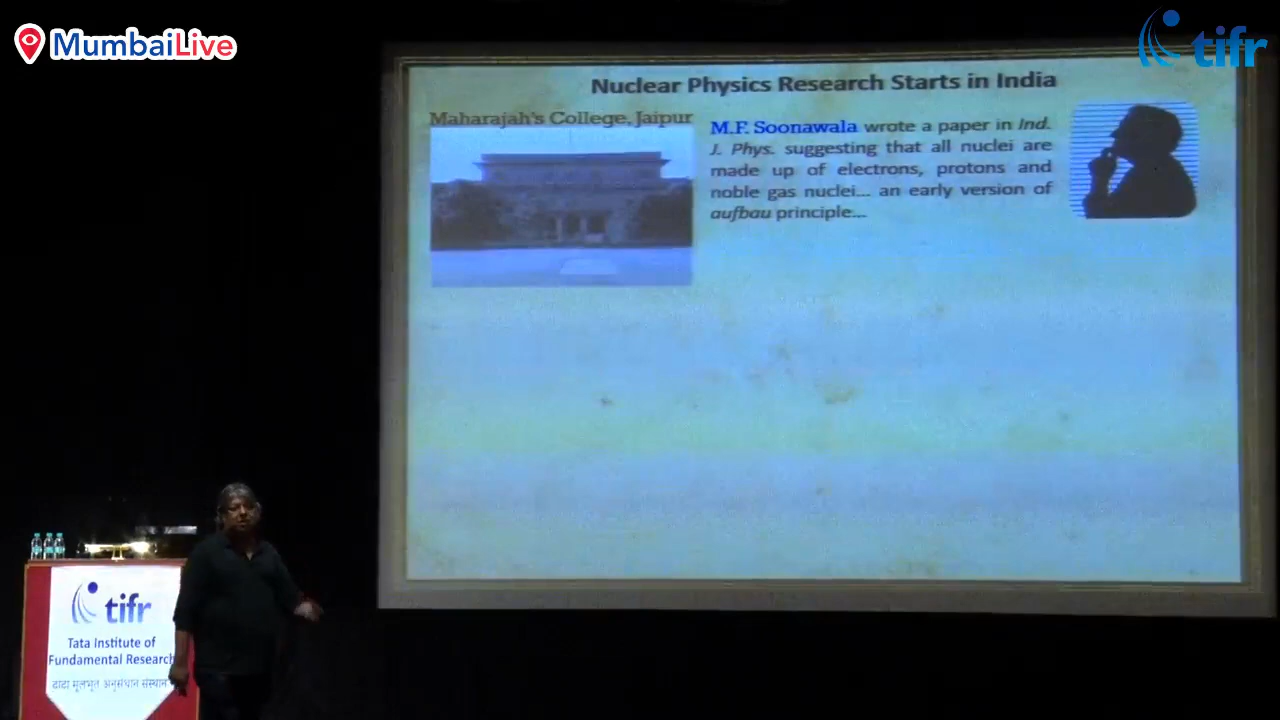 MumbaiLive
tifr
Nuclear Physics Research Starts in India
Maharajah's College, Jaipur
M.F. Soonawala wrote a paper in Ind.
J. Phys. suggesting that all nuclei are
made up of electrons, protons and
noble gas nuclei... an early version of
aufbau principle...
tifr
Tata Institute of
Fundamental Research
टाटा मूलभूत अनुसंधान संस्थान